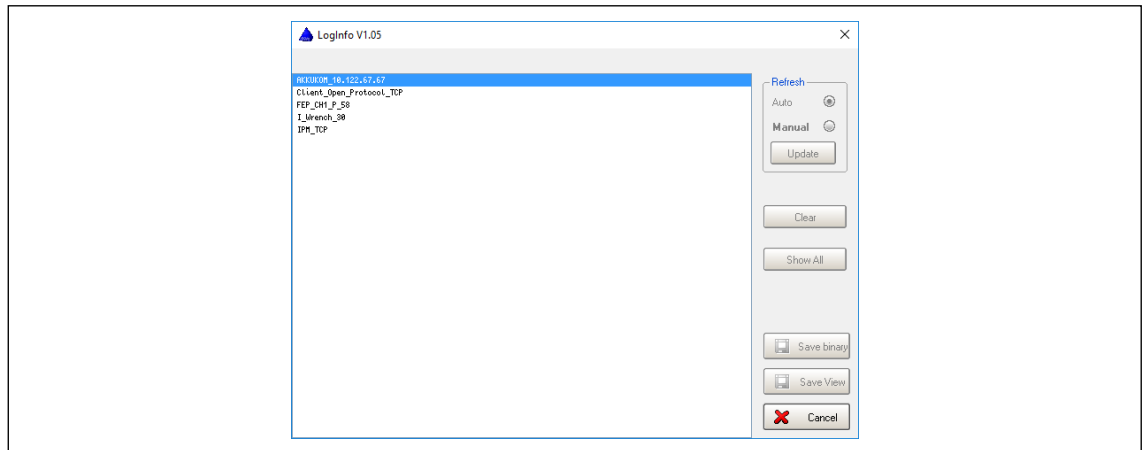 LogInfo V1.05
AKKUKOM_10.122.67.67
Client_Open_Protocol_TCP
FEP_CH1_P_58
I_Wrench_30
IPM_TCP
Refresh
Auto
Manual
Update
Clear
Show All
Save binary
Save View
Cancel